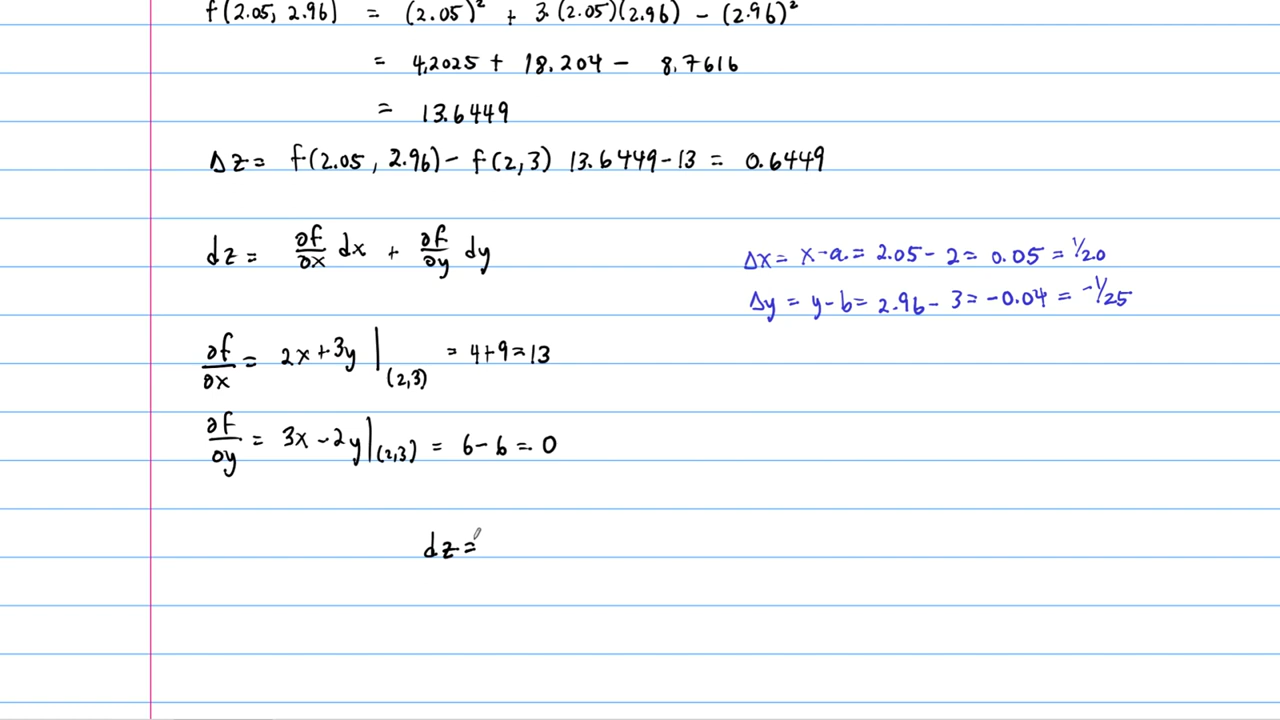 f(2.05, 2.96) = (2.05)² + 3·(2.05)(2.96) − (2.96)²
= 4.2025 + 18.204 − 8.7616
= 13.6449
Δz = f(2.05, 2.96) − f(2,3) 13.6449 − 13 = 0.6449
dz = ∂f/∂x dx + ∂f/∂y dy
Δx = x − a = 2.05 − 2 = 0.05 = 1/20
Δy = y − b = 2.96 − 3 = −0.04 = −1/25
∂f/∂x = 2x + 3y |(2,3) = 4+9 = 13
∂f/∂y = 3x − 2y |(2,3) = 6 − 6 = 0
dz =